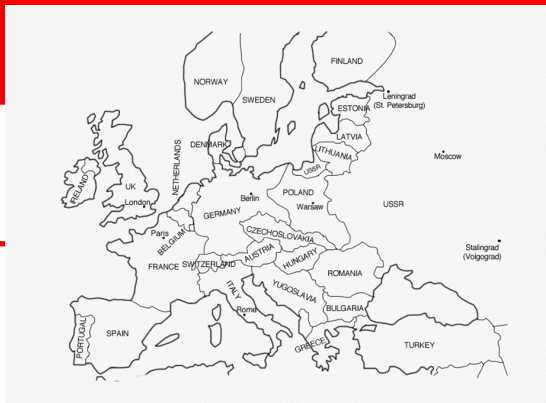 FINLAND
NORWAY
SWEDEN
Leningrad
(St. Petersburg)
ESTONIA
LATVIA
LITHUANIA
USSR
DENMARK
NETHERLANDS
Moscow
IRELAND
UK
London
Berlin
POLAND
Warsaw
USSR
GERMANY
Paris
BELGIUM
CZECHOSLOVAKIA
Stalingrad
(Volgograd)
FRANCE
SWITZERLAND
AUSTRIA
HUNGARY
ROMANIA
ITALY
YUGOSLAVIA
Rome
BULGARIA
PORTUGAL
SPAIN
GREECE
TURKEY